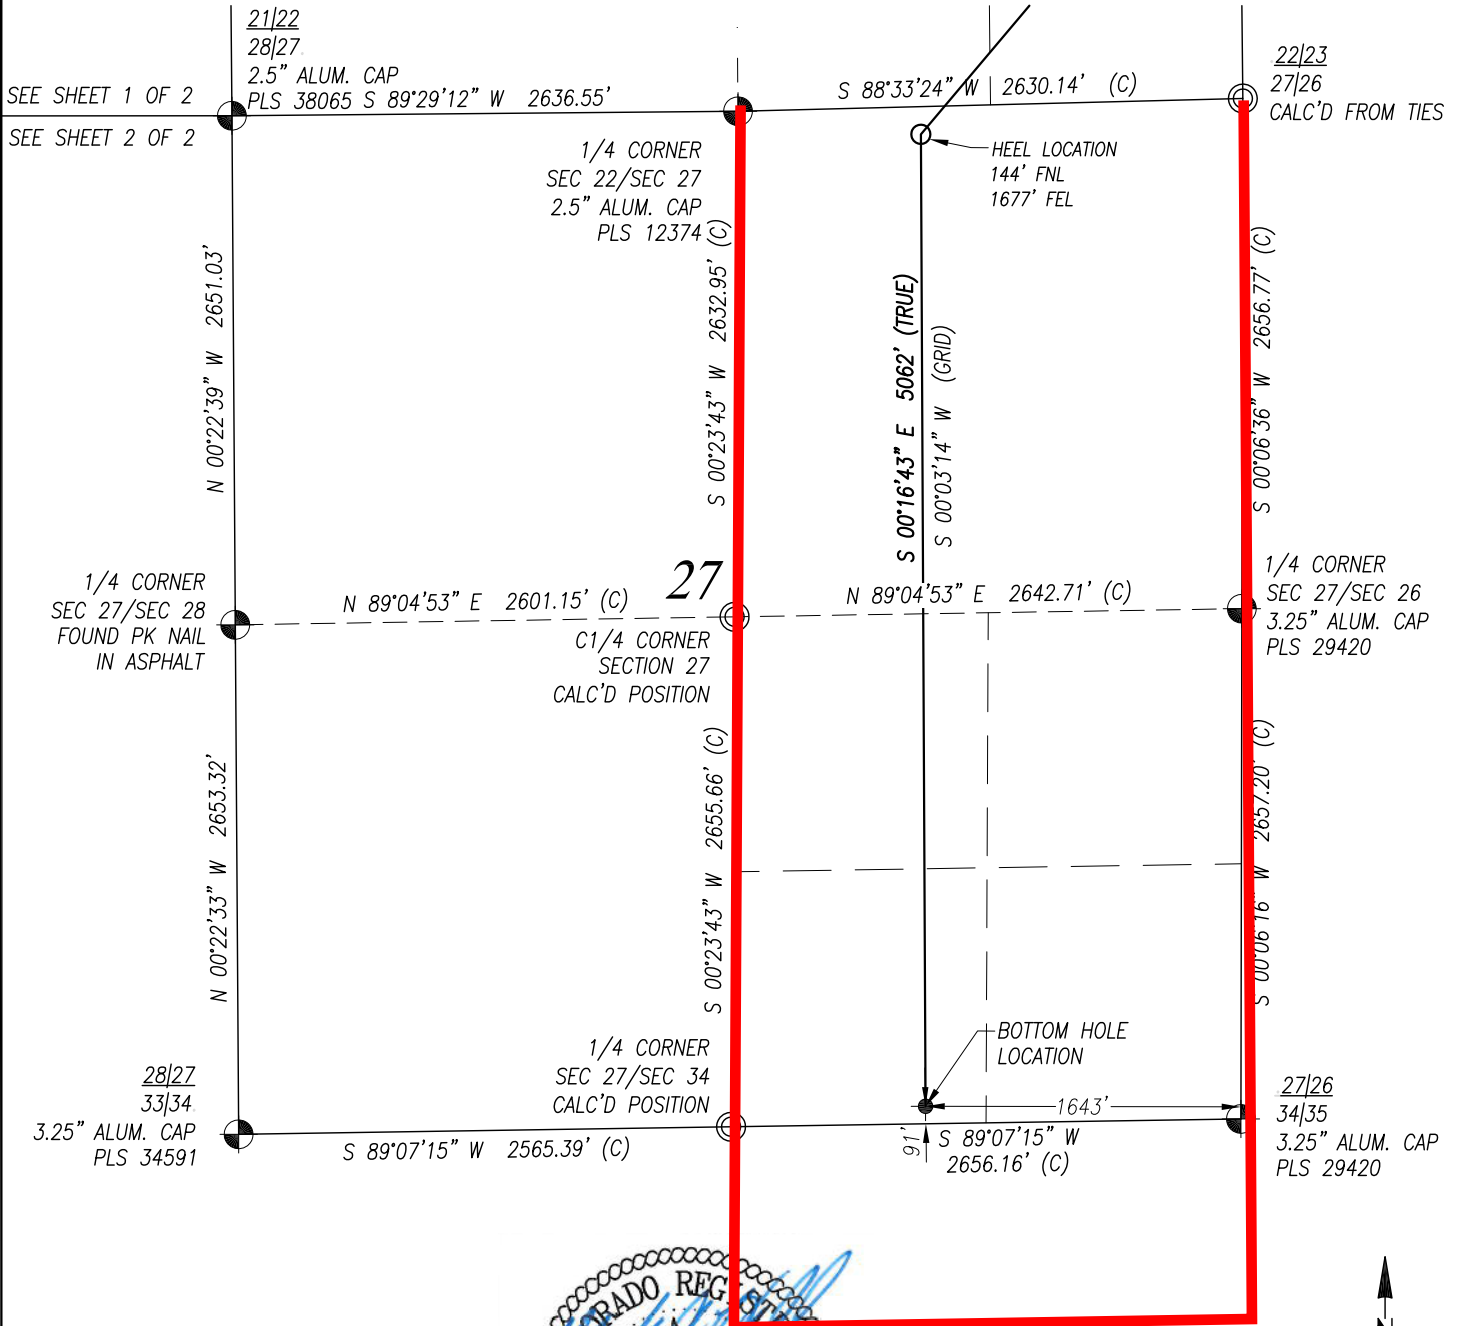 21|22
28|27
2.5" ALUM. CAP
PLS 38065
S 89°29'12" W 2636.55'
SEE SHEET 1 OF 2
SEE SHEET 2 OF 2
S 88°33'24" W 2630.14' (C)
22|23
27|26
CALC'D FROM TIES
1/4 CORNER
SEC 22/SEC 27
2.5" ALUM. CAP
PLS 12374
HEEL LOCATION
144' FNL
1677' FEL
N 00°22'39" W 2651.03'
S 00°23'43" W 2632.95' (C)
S 00°16'43" E 5062' (TRUE)
S 00°03'14" W (GRID)
S 00°06'36" W 2656.77' (C)
1/4 CORNER
SEC 27/SEC 28
FOUND PK NAIL
IN ASPHALT
N 89°04'53" E 2601.15' (C)
27
N 89°04'53" E 2642.71' (C)
1/4 CORNER
SEC 27/SEC 26
3.25" ALUM. CAP
PLS 29420
C1/4 CORNER
SECTION 27
CALC'D POSITION
N 00°22'33" W 2653.32'
S 00°23'43" W 2655.66' (C)
S 00°06'16" W 2657.20' (C)
BOTTOM HOLE
LOCATION
1/4 CORNER
SEC 27/SEC 34
CALC'D POSITION
28|27
33|34
3.25" ALUM. CAP
PLS 34591
1643'
27|26
34|35
3.25" ALUM. CAP
PLS 29420
S 89°07'15" W 2565.39' (C)
91'
S 89°07'15" W
2656.16' (C)
N